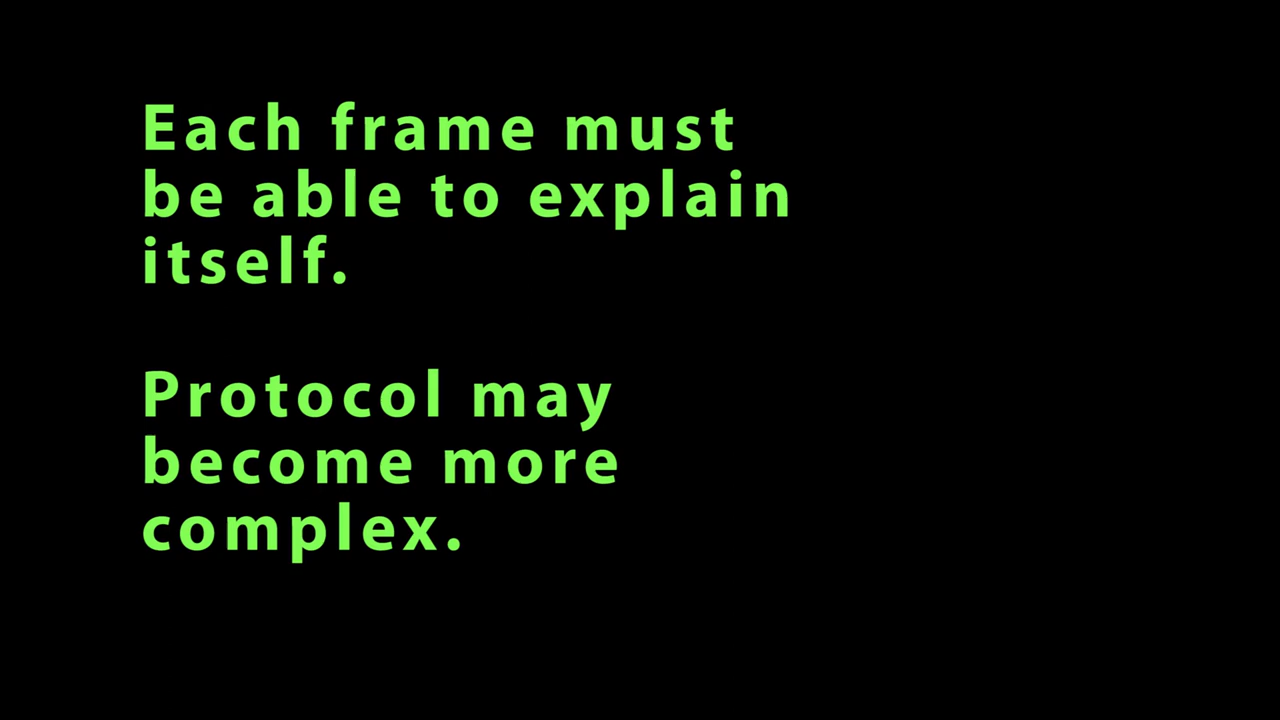 Each frame must
be able to explain
itself.
Protocol may
become more
complex.